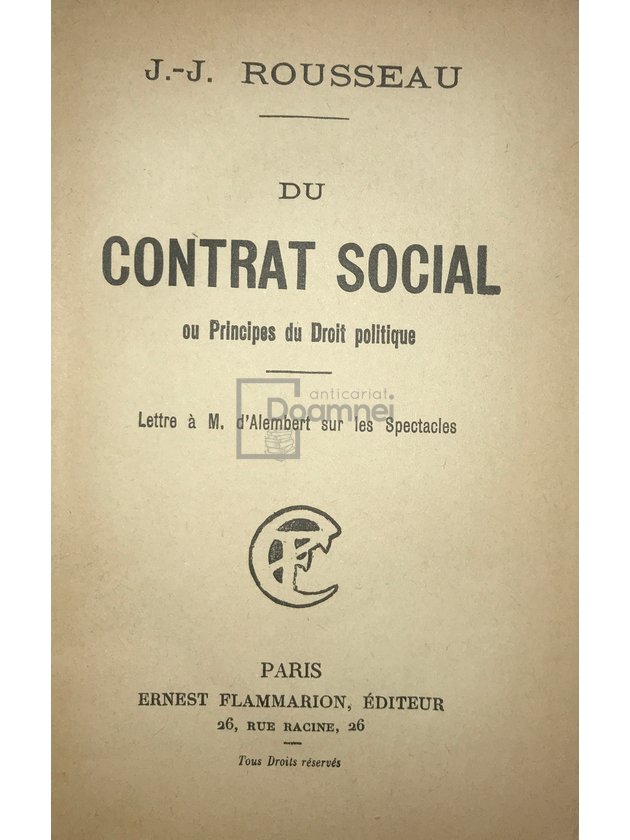 J.-J. ROUSSEAU
DU
CONTRAT SOCIAL
ou Principes du Droit politique
anticariat
Doamnei
Lettre à M. d'Alembert sur les Spectacles
PARIS
ERNEST FLAMMARION, ÉDITEUR
26, RUE RACINE, 26
Tous Droits réservés